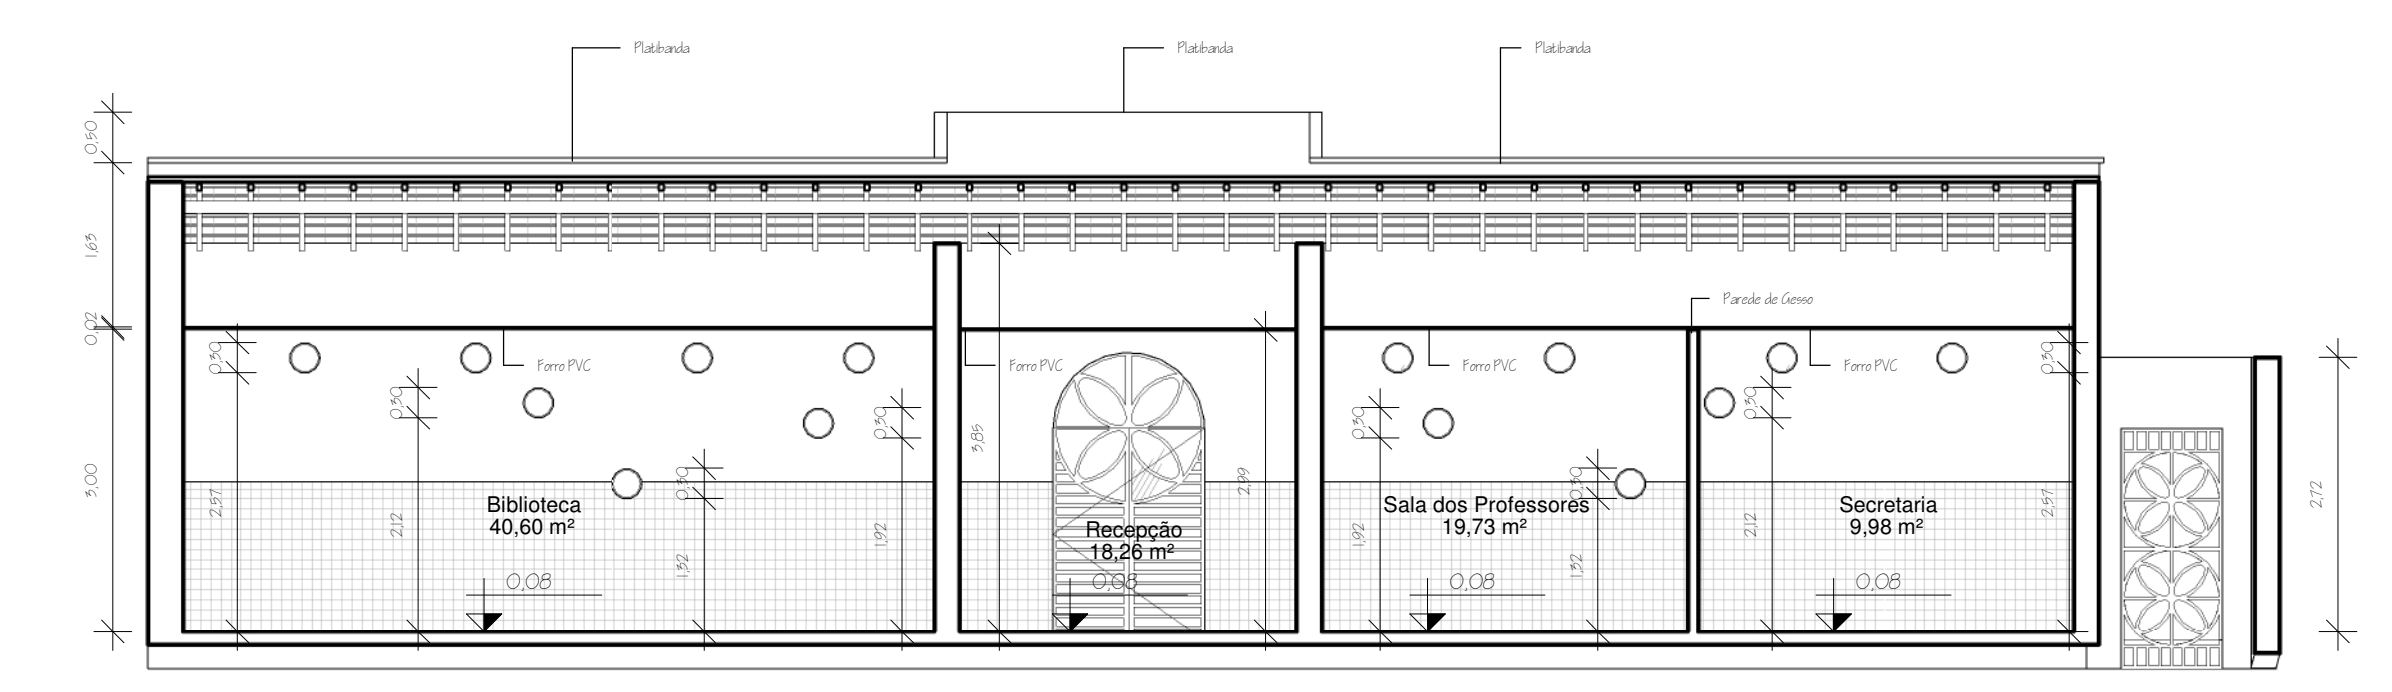 Platibanda
Platibanda
Platibanda
0,50
1,63
0,02
3,00
Parede de Gesso
Forro PVC
Forro PVC
Forro PVC
Forro PVC
0,30
0,30
0,30
0,30
0,30
0,30
0,30
0,30
2,57
2,12
1,32
1,92
3,85
2,99
1,92
1,32
2,12
2,57
2,72
Biblioteca
40,60 m²
Recepção
18,26 m²
Sala dos Professores
19,73 m²
Secretaria
9,98 m²
0,08
0,08
0,08
0,08